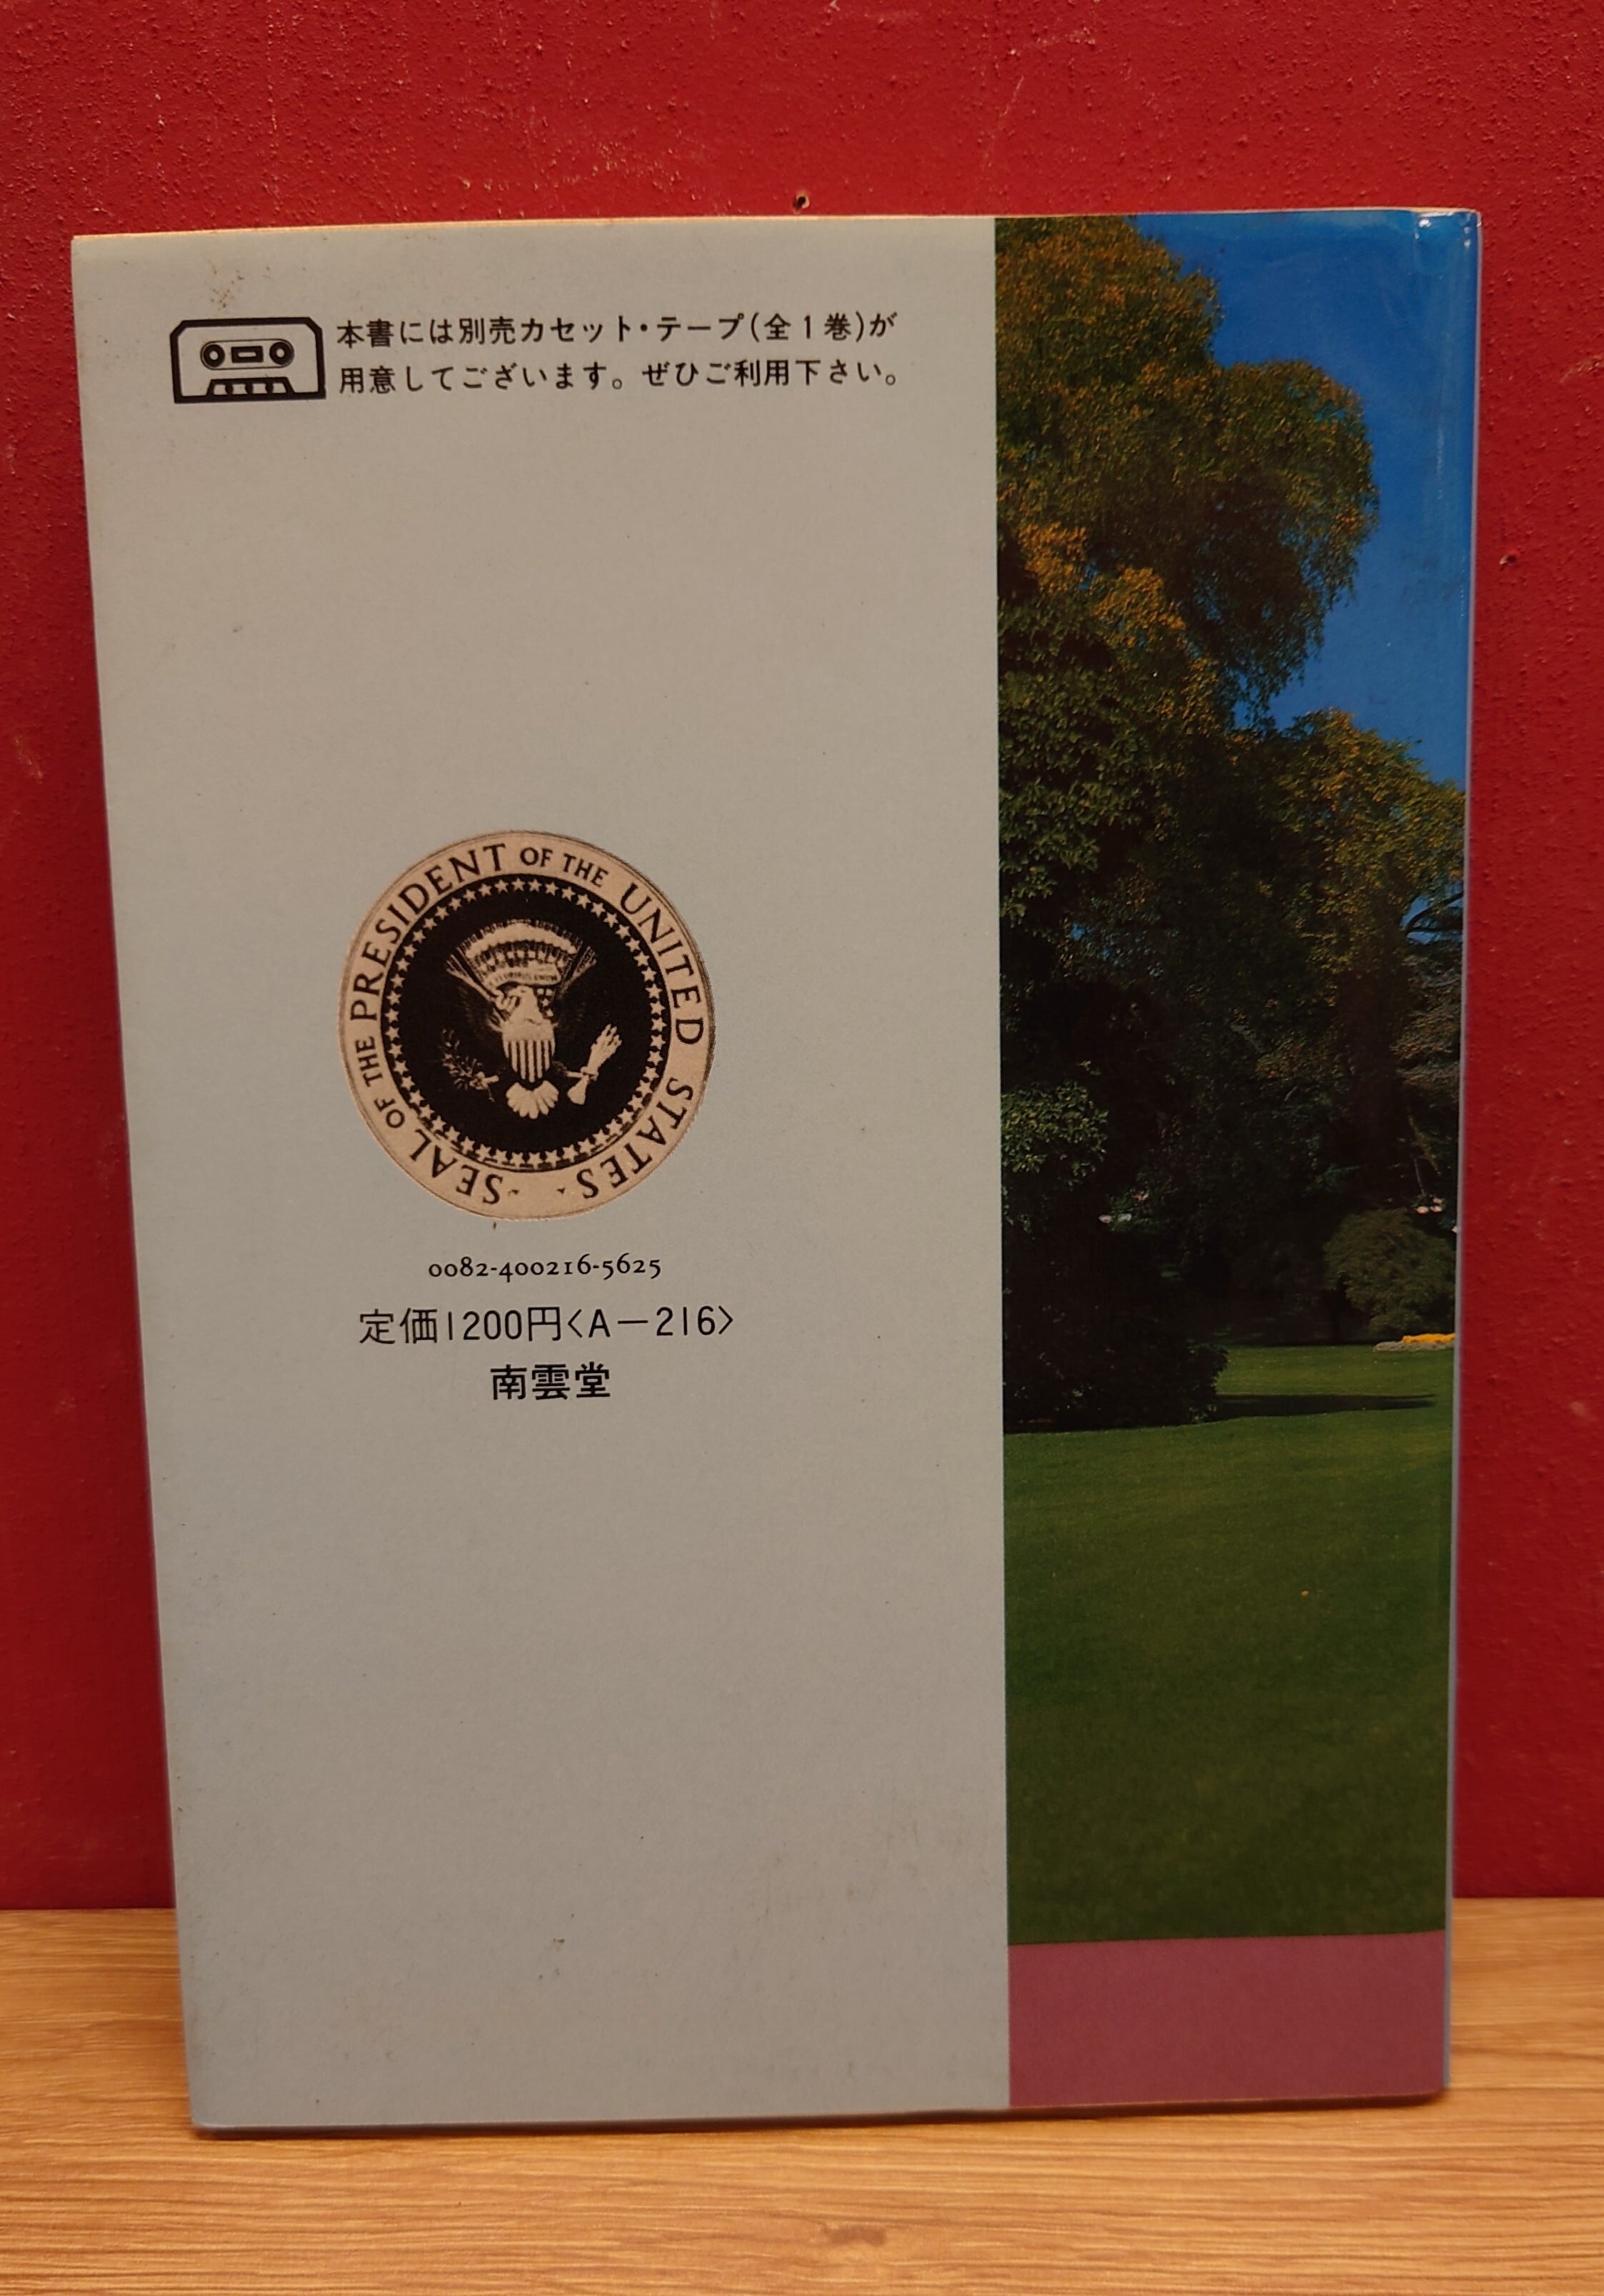 本書には別売カセット・テープ(全1巻)が
用意してございます。ぜひご利用下さい。
SEAL OF THE PRESIDENT OF THE UNITED STATES
0082-400216-5625
定価1200円〈A-216〉
南雲堂